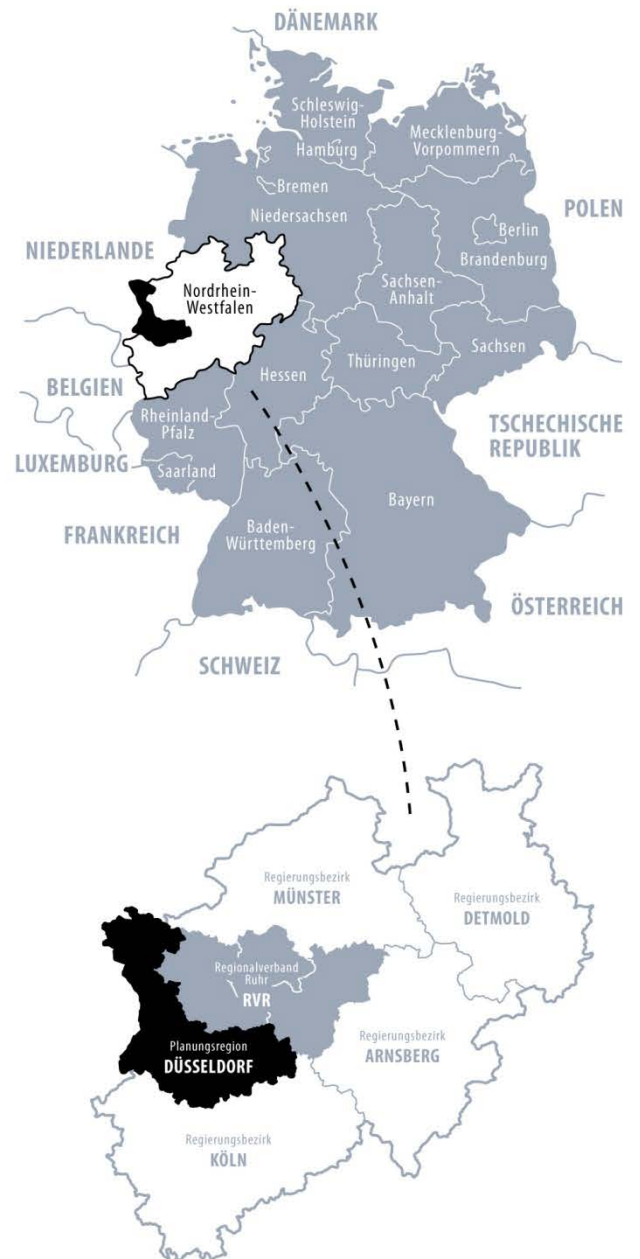 DÄNEMARK
Schleswig-
Holstein
Mecklenburg-
Vorpommern
Hamburg
Bremen
Niedersachsen
POLEN
Berlin
Brandenburg
NIEDERLANDE
Nordrhein-
Westfalen
Sachsen-
Anhalt
Sachsen
Thüringen
Hessen
BELGIEN
Rheinland-
Pfalz
TSCHECHISCHE
REPUBLIK
LUXEMBURG
Saarland
Bayern
FRANKREICH
Baden-
Württemberg
ÖSTERREICH
SCHWEIZ
Regierungsbezirk
MÜNSTER
Regierungsbezirk
DETMOLD
Regionalverband
Ruhr
RVR
Planungsregion
DÜSSELDORF
Regierungsbezirk
ARNSBERG
Regierungsbezirk
KÖLN